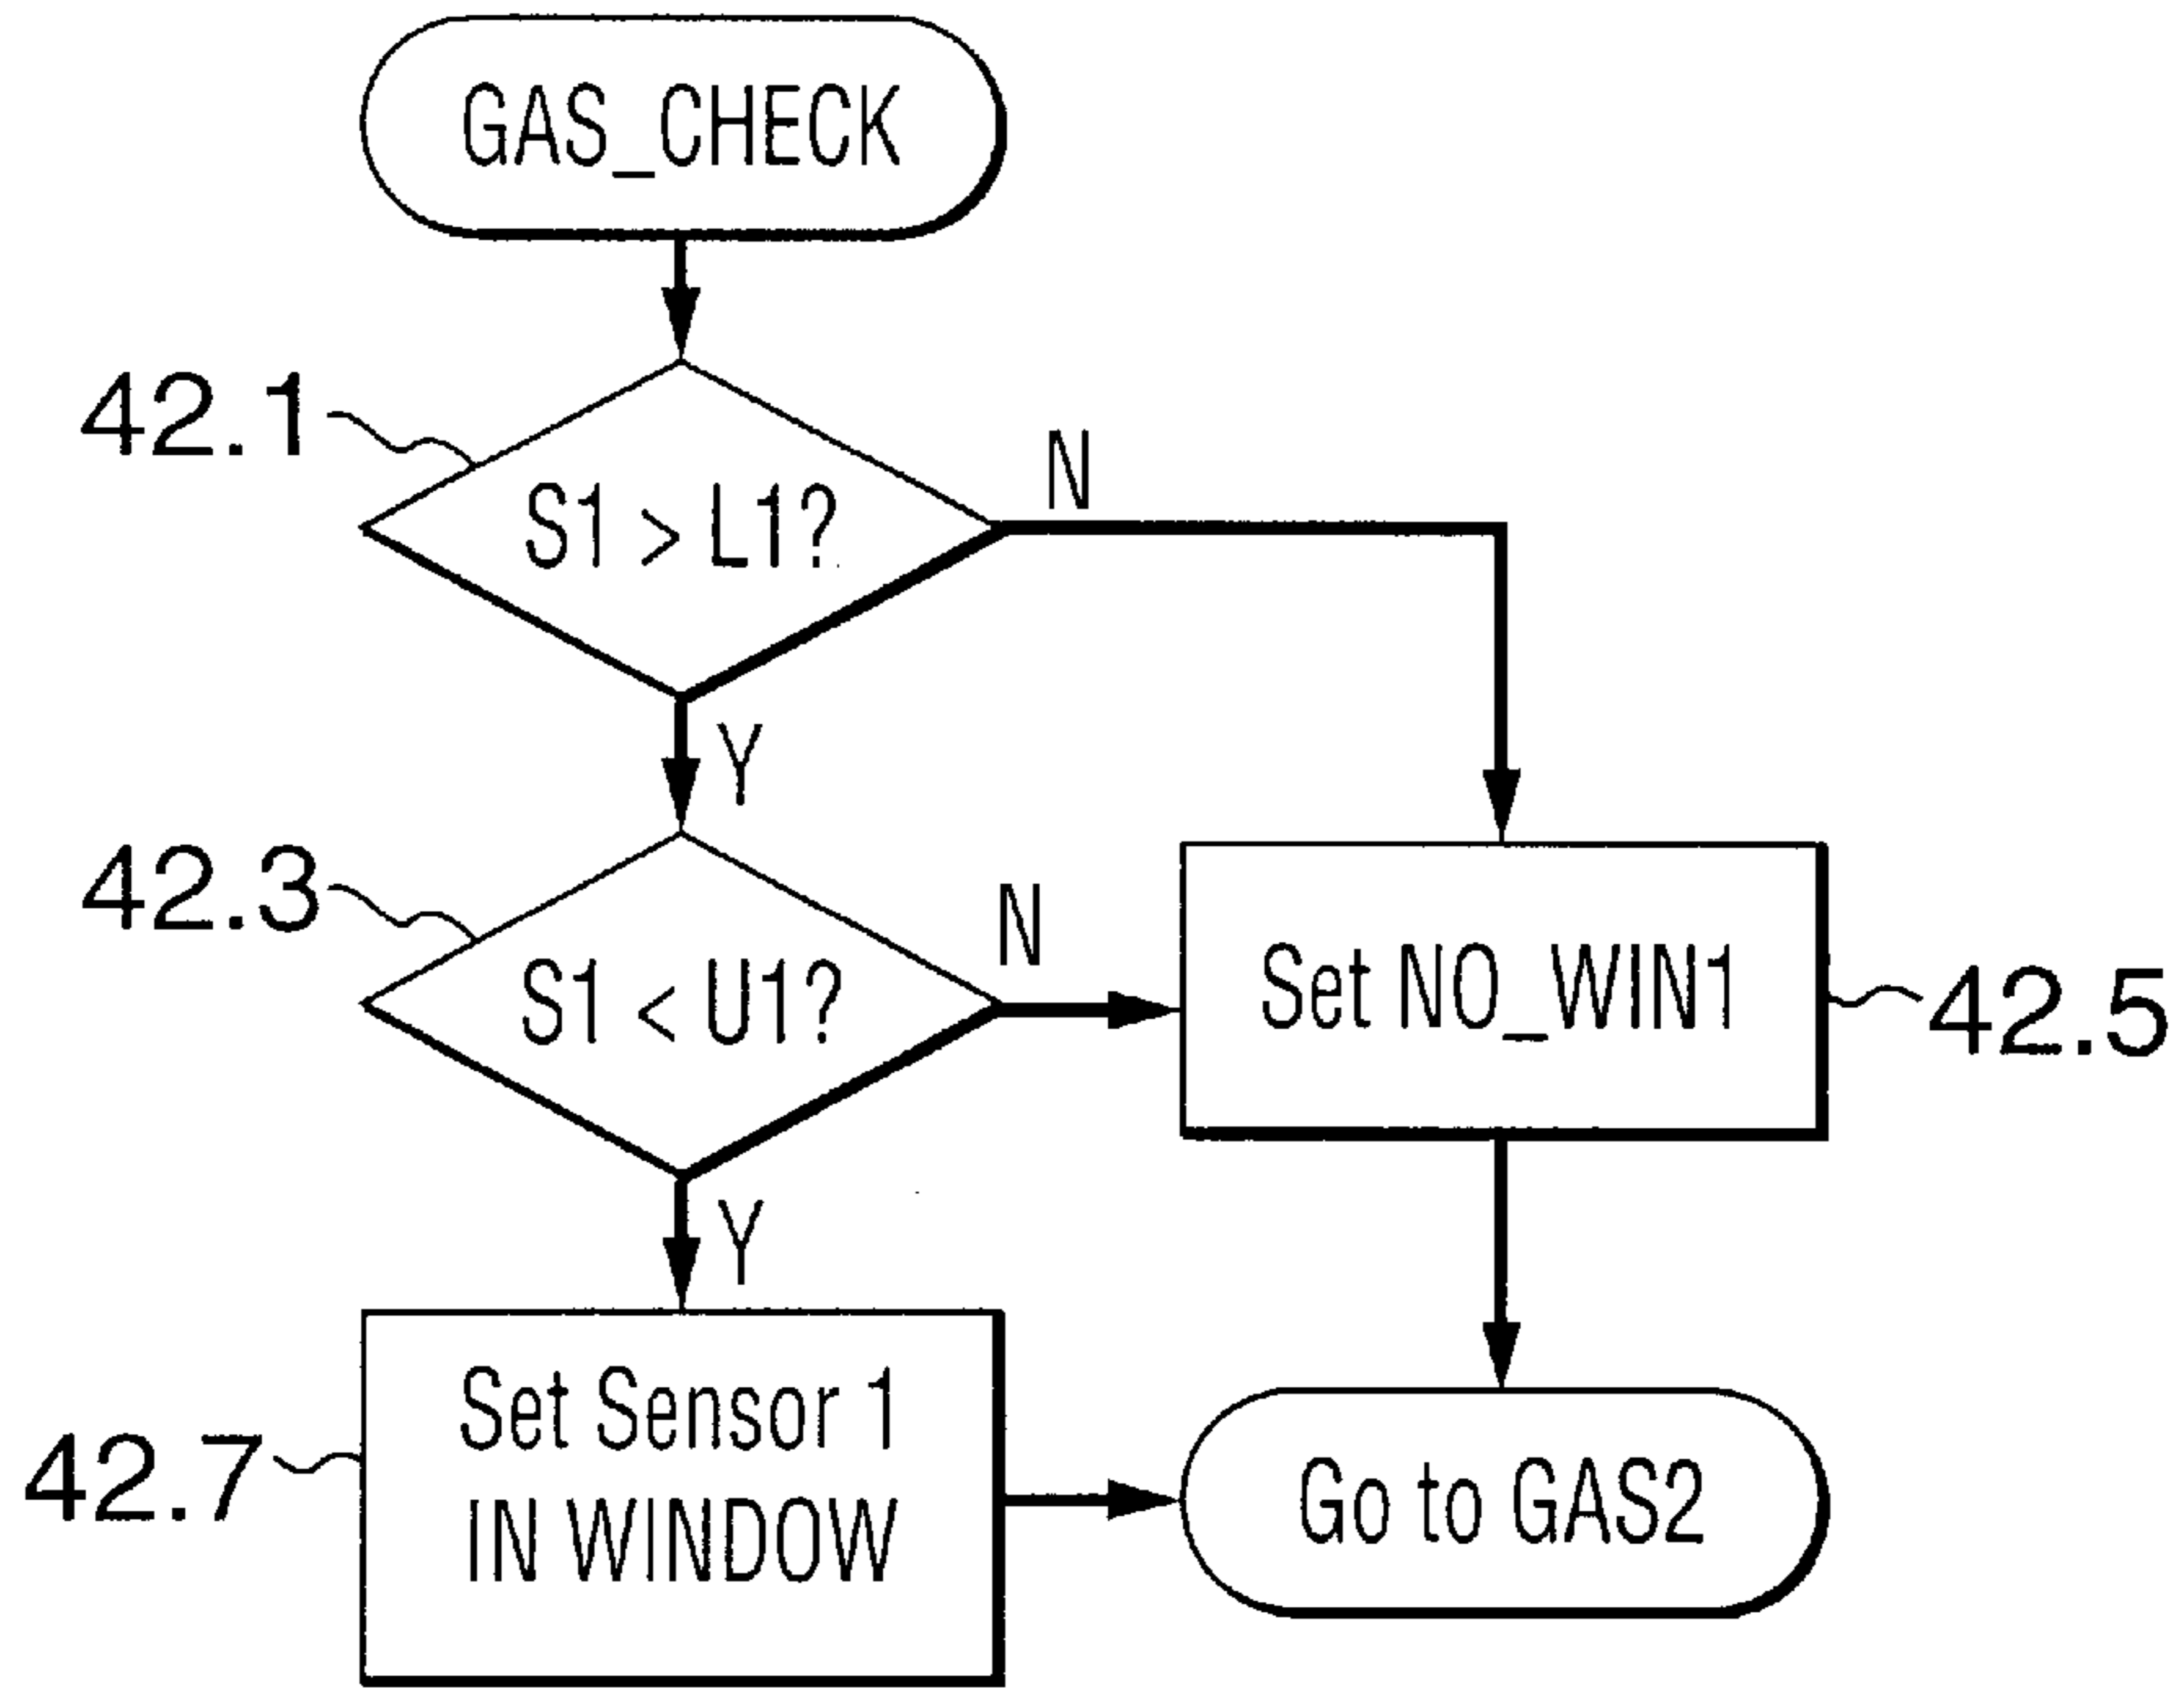 GAS_CHECK
42.1
S1 > L1?
N
Y
42.3
S1 < U1?
N
Set NO_WIN1
42.5
Y
42.7
Set Sensor 1
IN WINDOW
Go to GAS2